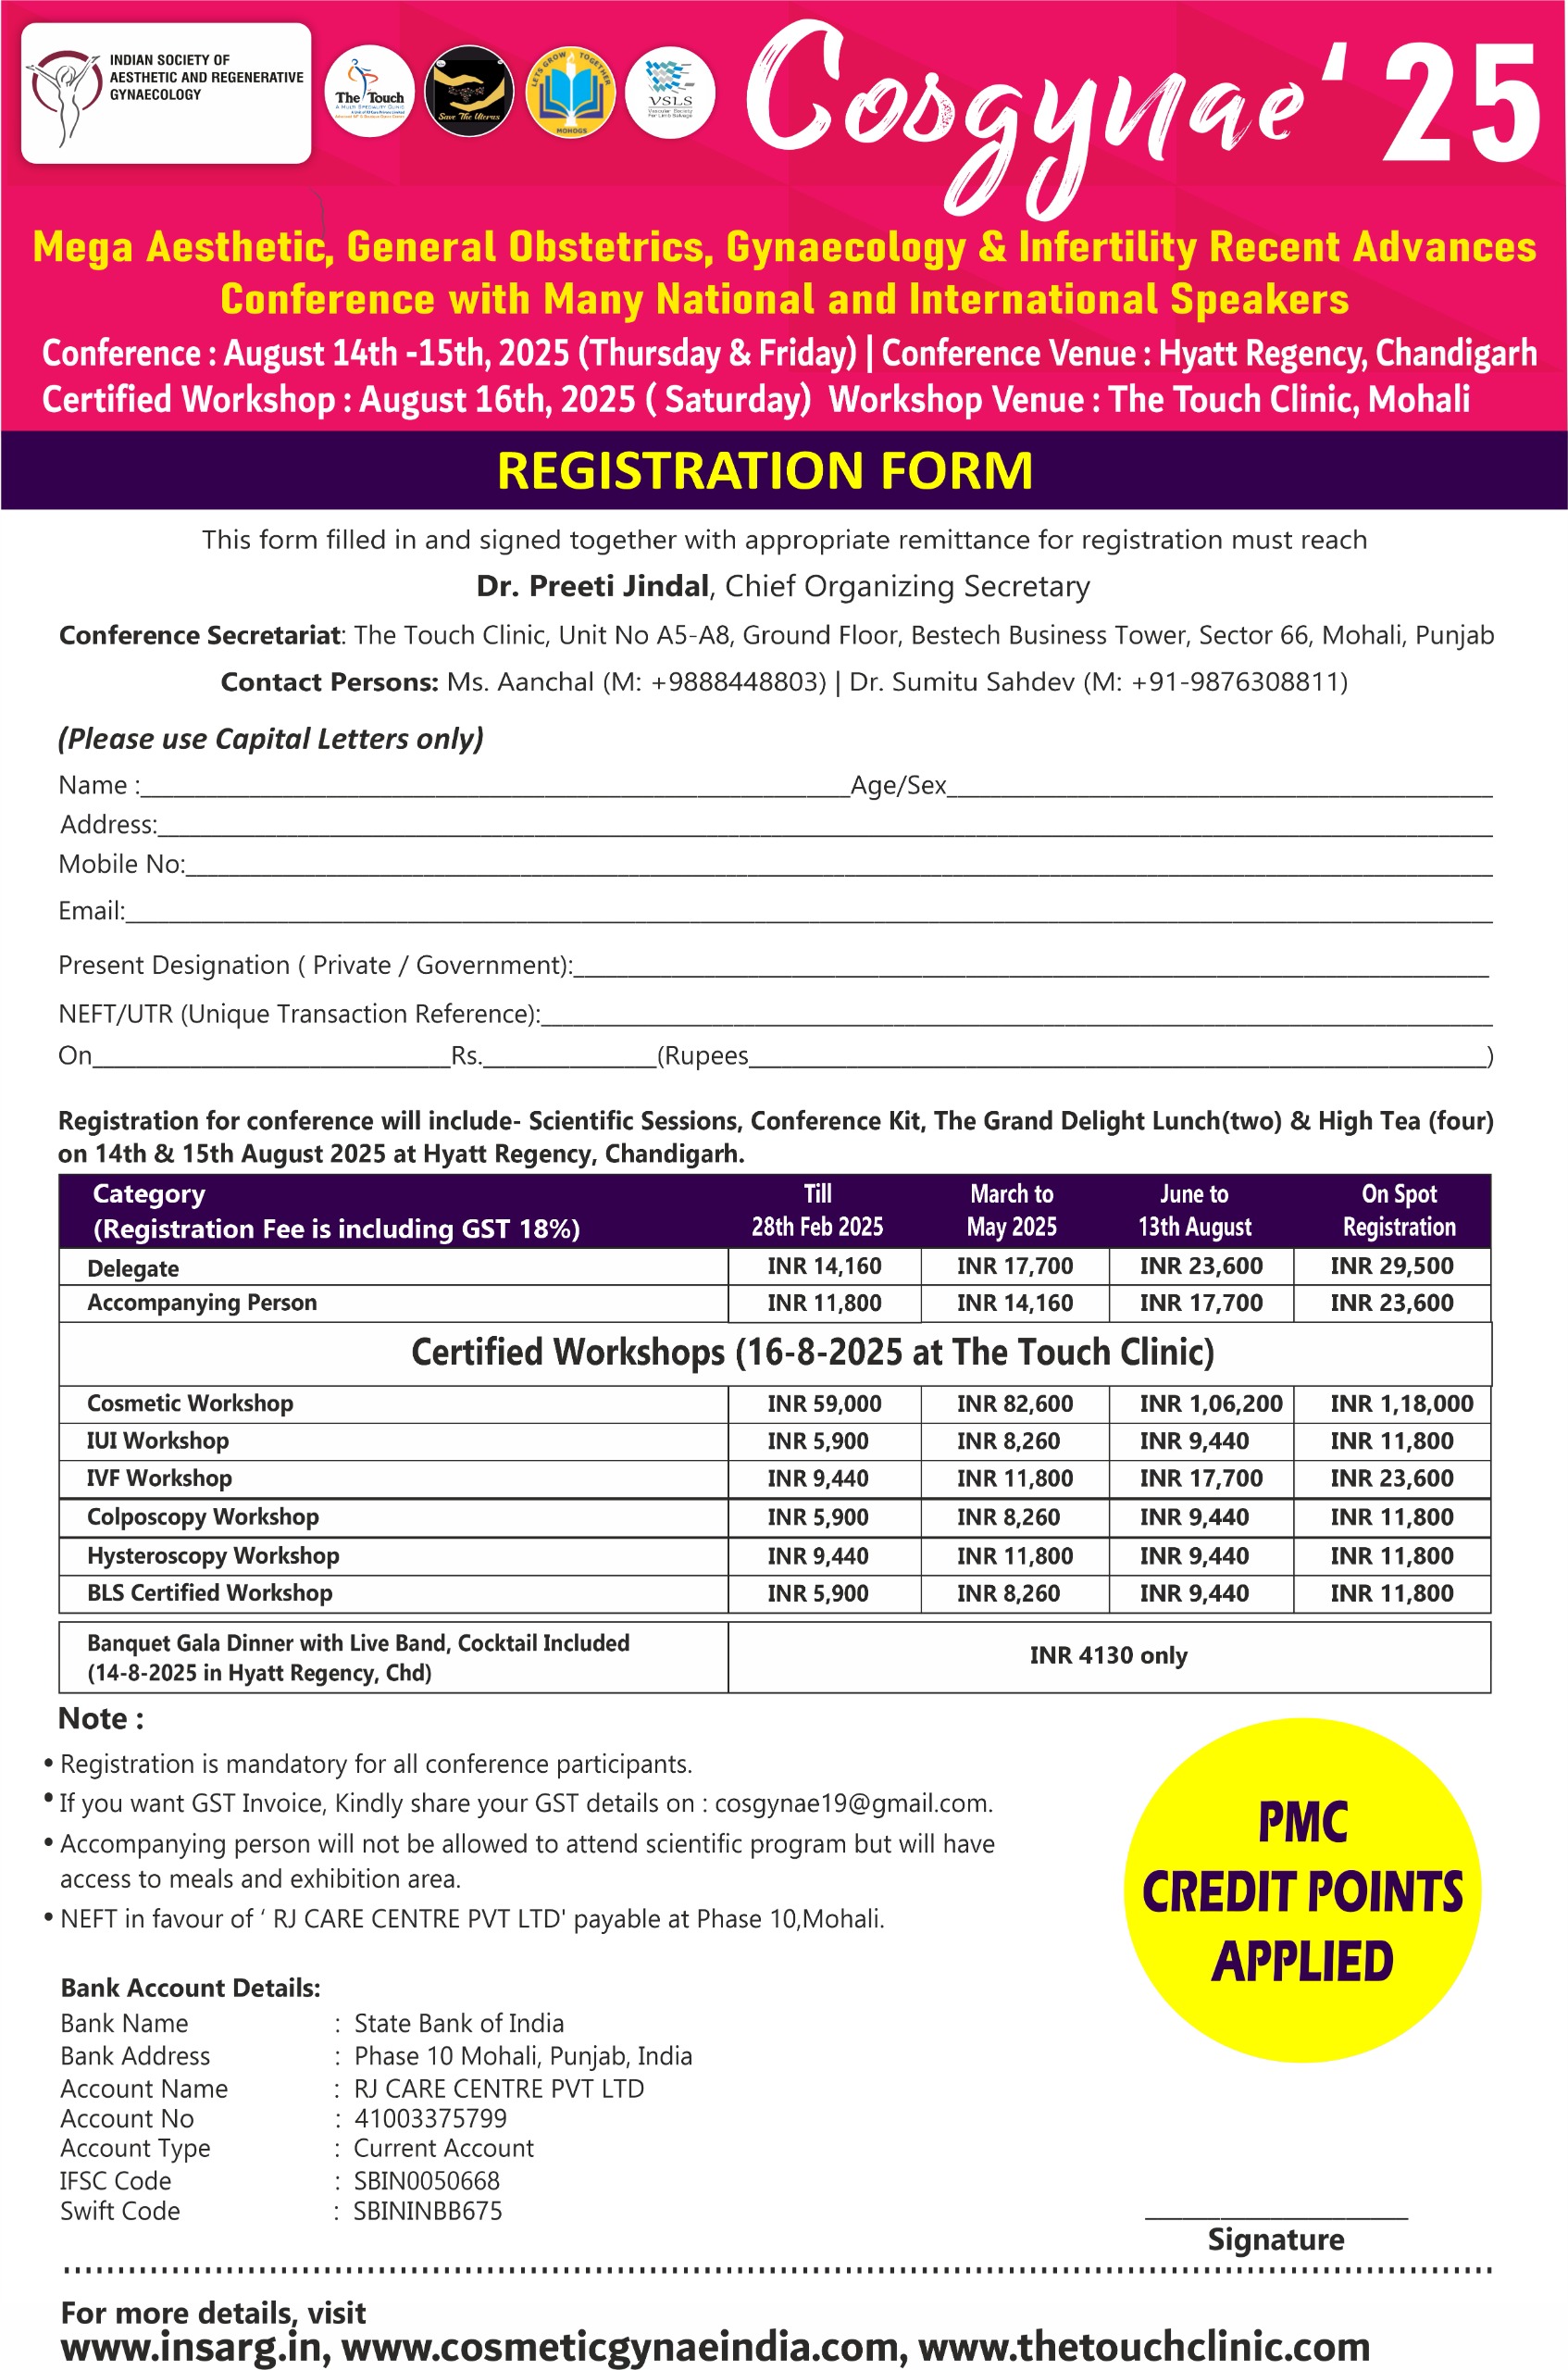 INDIAN SOCIETY OF
AESTHETIC AND REGENERATIVE
GYNAECOLOGY
The Touch
A MULTI SPECIALITY CLINIC
Save The Uterus
LETS GROW TOGETHER
MOHOGS
VSLS
Vascular Society
For Limb Salvage
Cosgynae ‘25
Mega Aesthetic, General Obstetrics, Gynaecology & Infertility Recent Advances
Conference with Many National and International Speakers
Conference : August 14th -15th, 2025 (Thursday & Friday) | Conference Venue : Hyatt Regency, Chandigarh
Certified Workshop : August 16th, 2025 ( Saturday) Workshop Venue : The Touch Clinic, Mohali
REGISTRATION FORM
This form filled in and signed together with appropriate remittance for registration must reach
Dr. Preeti Jindal, Chief Organizing Secretary
Conference Secretariat: The Touch Clinic, Unit No A5-A8, Ground Floor, Bestech Business Tower, Sector 66, Mohali, Punjab
Contact Persons: Ms. Aanchal (M: +9888448803) | Dr. Sumitu Sahdev (M: +91-9876308811)
(Please use Capital Letters only)
Name :____Age/Sex____
Address:____
Mobile No:____
Email:____
Present Designation ( Private / Government):____
NEFT/UTR (Unique Transaction Reference):____
On____Rs.____(Rupees____)
Registration for conference will include- Scientific Sessions, Conference Kit, The Grand Delight Lunch(two) & High Tea (four)
on 14th & 15th August 2025 at Hyatt Regency, Chandigarh.
Category Till March to June to On Spot
(Registration Fee is including GST 18%) 28th Feb 2025 May 2025 13th August Registration
Delegate INR 14,160 INR 17,700 INR 23,600 INR 29,500
Accompanying Person INR 11,800 INR 14,160 INR 17,700 INR 23,600
Certified Workshops (16-8-2025 at The Touch Clinic)
Cosmetic Workshop INR 59,000 INR 82,600 INR 1,06,200 INR 1,18,000
IUI Workshop INR 5,900 INR 8,260 INR 9,440 INR 11,800
IVF Workshop INR 9,440 INR 11,800 INR 17,700 INR 23,600
Colposcopy Workshop INR 5,900 INR 8,260 INR 9,440 INR 11,800
Hysteroscopy Workshop INR 9,440 INR 11,800 INR 9,440 INR 11,800
BLS Certified Workshop INR 5,900 INR 8,260 INR 9,440 INR 11,800
Banquet Gala Dinner with Live Band, Cocktail Included
(14-8-2025 in Hyatt Regency, Chd)
INR 4130 only
Note :
• Registration is mandatory for all conference participants.
• If you want GST Invoice, Kindly share your GST details on : cosgynae19@gmail.com.
• Accompanying person will not be allowed to attend scientific program but will have
access to meals and exhibition area.
• NEFT in favour of ‘ RJ CARE CENTRE PVT LTD' payable at Phase 10,Mohali.
PMC
CREDIT POINTS
APPLIED
Bank Account Details:
Bank Name : State Bank of India
Bank Address : Phase 10 Mohali, Punjab, India
Account Name : RJ CARE CENTRE PVT LTD
Account No : 41003375799
Account Type : Current Account
IFSC Code : SBIN0050668
Swift Code : SBININBB675
Signature
For more details, visit
www.insarg.in, www.cosmeticgynaeindia.com, www.thetouchclinic.com